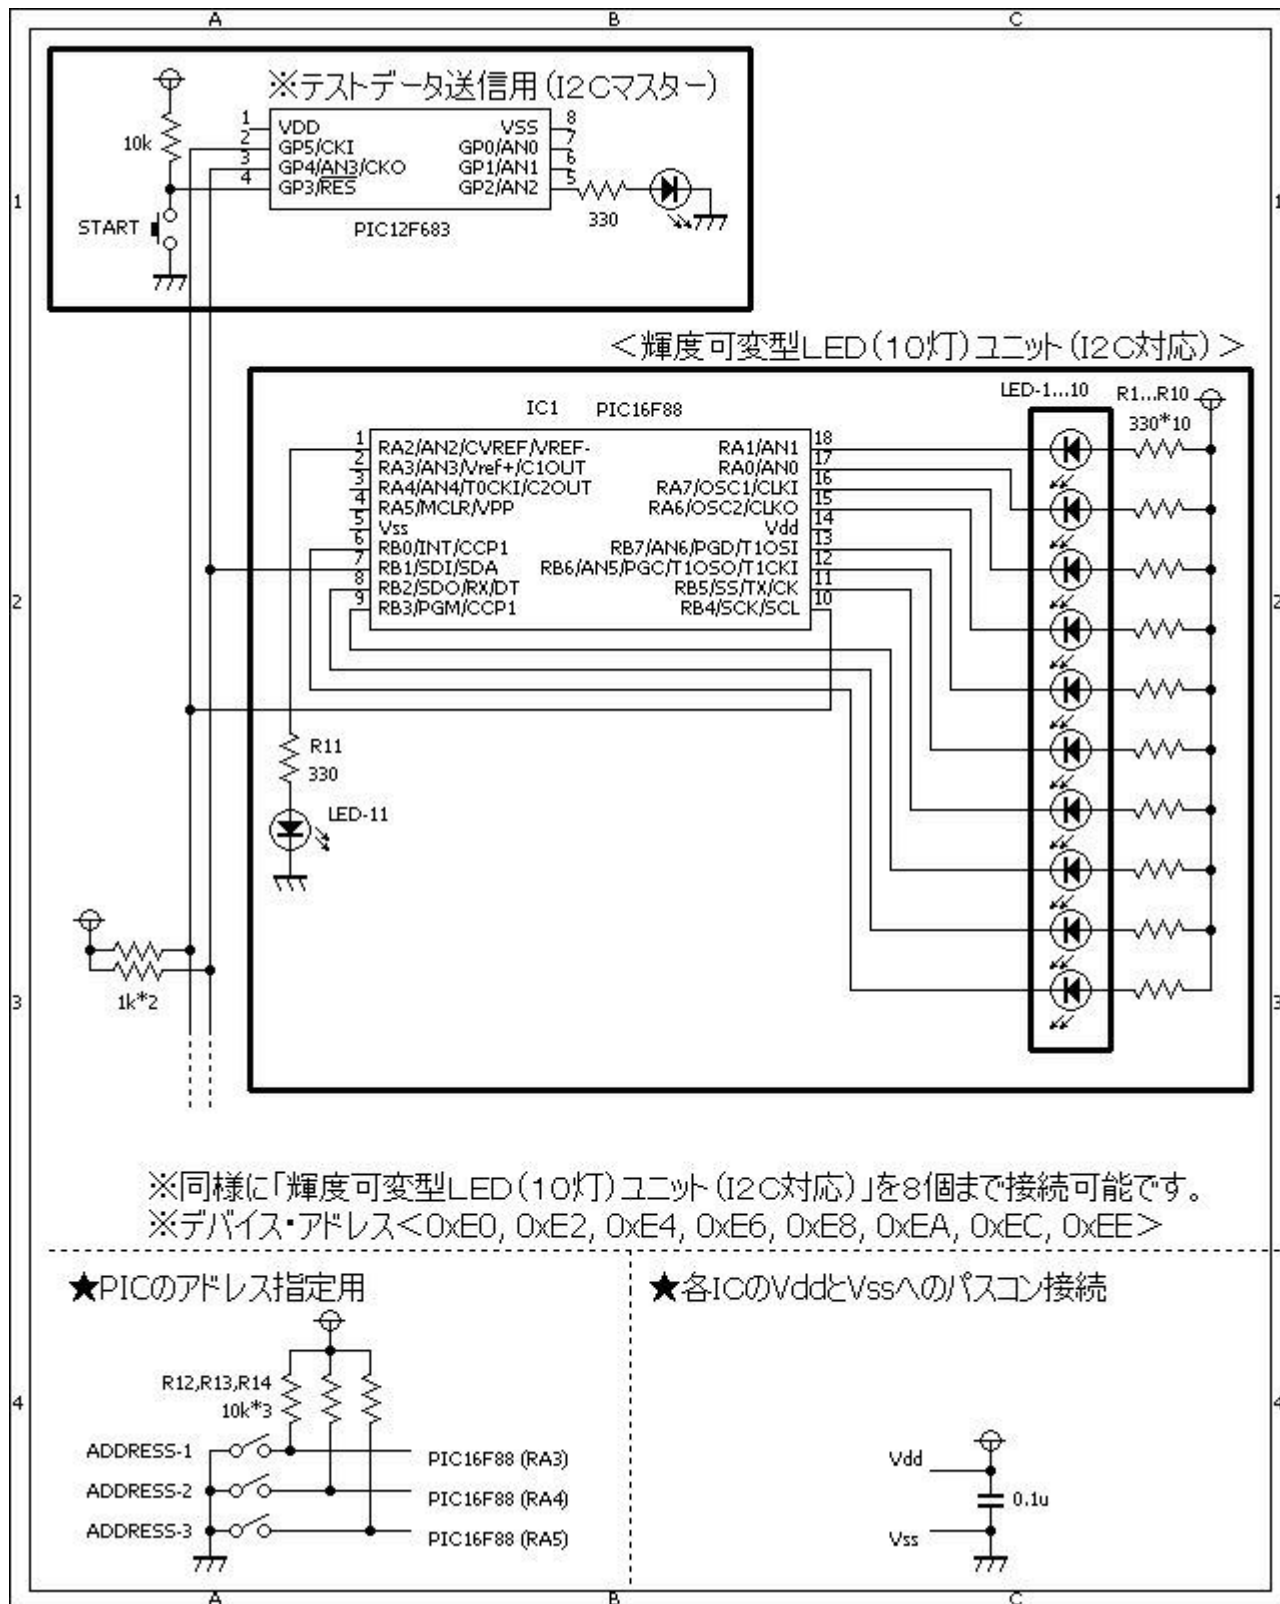 A B C
※テストデータ送信用(I2Cマスター)
10k
START
1 VDD
2 GP5/CKI
3 GP4/AN3/CKO
4 GP3/RES
VSS 8
GP0/AN0 7
GP1/AN1 6
GP2/AN2 5
PIC12F683
330
1 1
<輝度可変型LED(10灯)ユニット(I2C対応)>
IC1 PIC16F88
LED-1...10
R1...R10
330*10
1 RA2/AN2/CVREF/VREF-
2 RA3/AN3/Vref+/C1OUT
3 RA4/AN4/T0CKI/C2OUT
4 RA5/MCLR/VPP
5 Vss
6 RB0/INT/CCP1
7 RB1/SDI/SDA
8 RB2/SDO/RX/DT
9 RB3/PGM/CCP1
RA1/AN1 18
RA0/AN0 17
RA7/OSC1/CLKI 16
RA6/OSC2/CLKO 15
Vdd 14
RB7/AN6/PGD/T1OSI 13
RB6/AN5/PGC/T1OSO/T1CKI 12
RB5/SS/TX/CK 11
RB4/SCK/SCL 10
2 2
R11
330
LED-11
1k*2
3 3
※同様に「輝度可変型LED(10灯)ユニット(I2C対応)」を8個まで接続可能です。
※デバイス・アドレス<0xE0, 0xE2, 0xE4, 0xE6, 0xE8, 0xEA, 0xEC, 0xEE>
★PICのアドレス指定用
R12,R13,R14
10k*3
ADDRESS-1 PIC16F88 (RA3)
ADDRESS-2 PIC16F88 (RA4)
ADDRESS-3 PIC16F88 (RA5)
★各ICのVddとVssへのパスコン接続
Vdd
0.1u
Vss
4 4
A B C